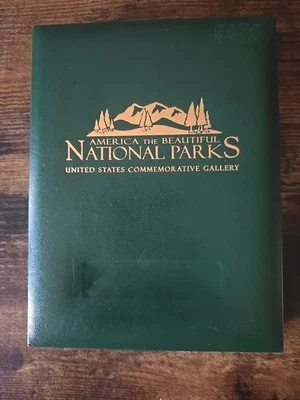 AMERICA THE BEAUTIFUL
NATIONAL PARKS
UNITED STATES COMMEMORATIVE GALLERY